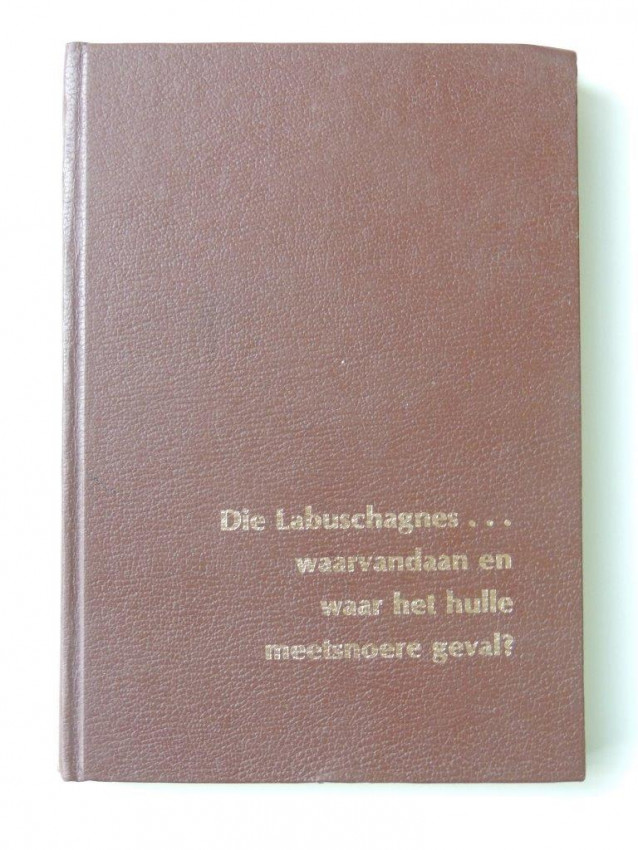 Die Labuschagnes . . .
waarvandaan en
waar het hulle
meetsnoere geval?